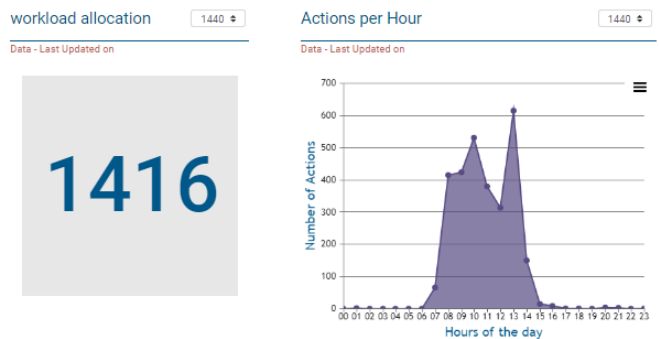 workload allocation
1440
Data - Last Updated on
1416
Actions per Hour
1440
Data - Last Updated on
Number of Actions
700
600
500
400
300
200
100
0
00 01 02 03 04 05 06 07 08 09 10 11 12 13 14 15 16 17 18 19 20 21 22 23
Hours of the day